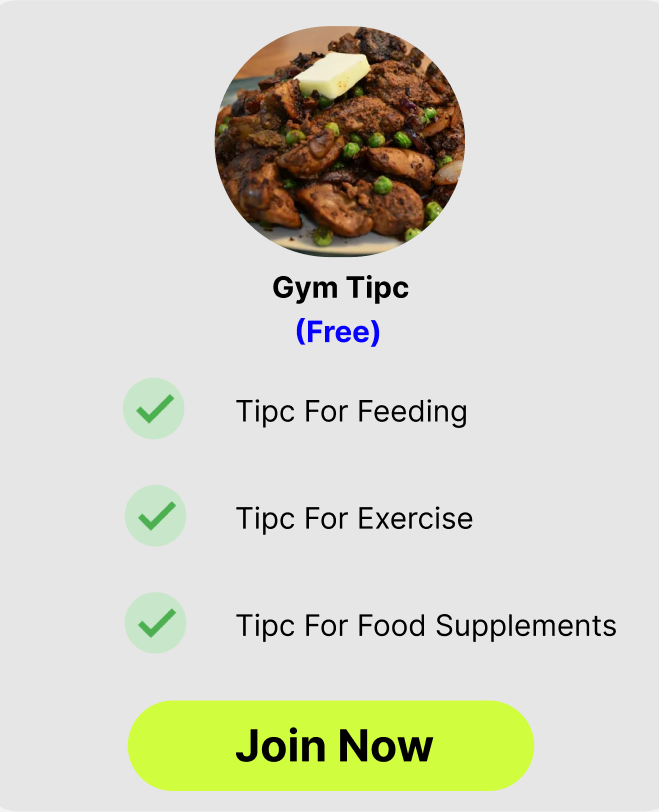 Gym Tipc
(Free)
Tipc For Feeding
Tipc For Exercise
Tipc For Food Supplements
Join Now